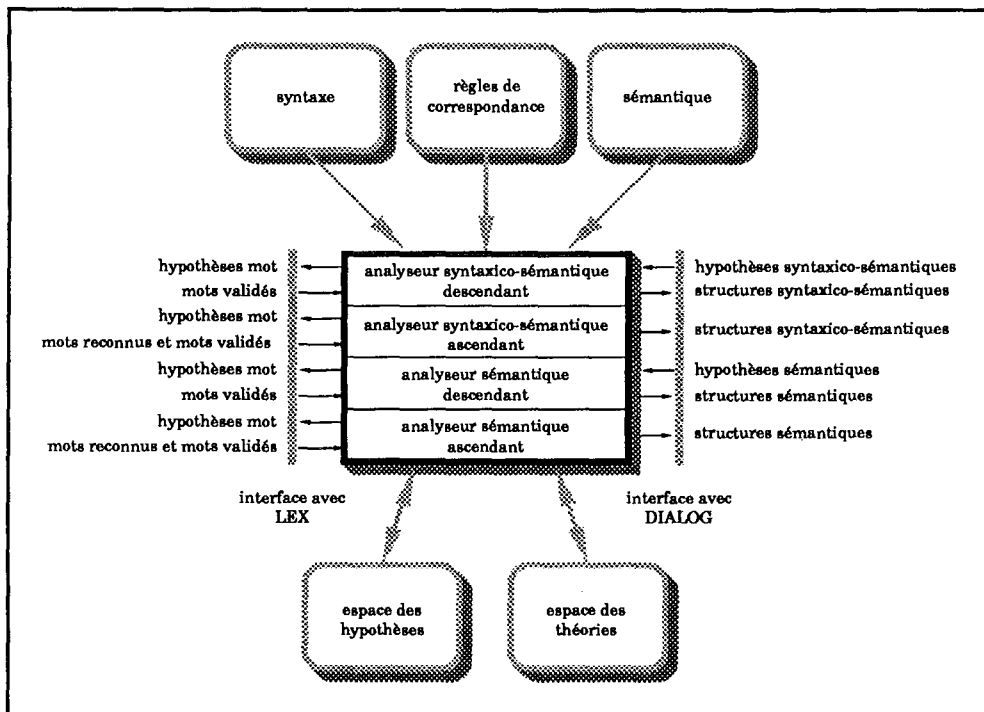 syntaxe
règles de
correspondance
sémantique
hypothèses mot
mots validés
hypothèses mot
mots reconnus et mots validés
hypothèses mot
mots validés
hypothèses mot
mots reconnus et mots validés
analyseur syntaxico-sémantique
descendant
analyseur syntaxico-sémantique
ascendant
analyseur sémantique
descendant
analyseur sémantique
ascendant
hypothèses syntaxico-sémantiques
structures syntaxico-sémantiques
structures syntaxico-sémantiques
hypothèses sémantiques
structures sémantiques
structures sémantiques
interface avec
LEX
interface avec
DIALOG
espace des
hypothèses
espace des
théories